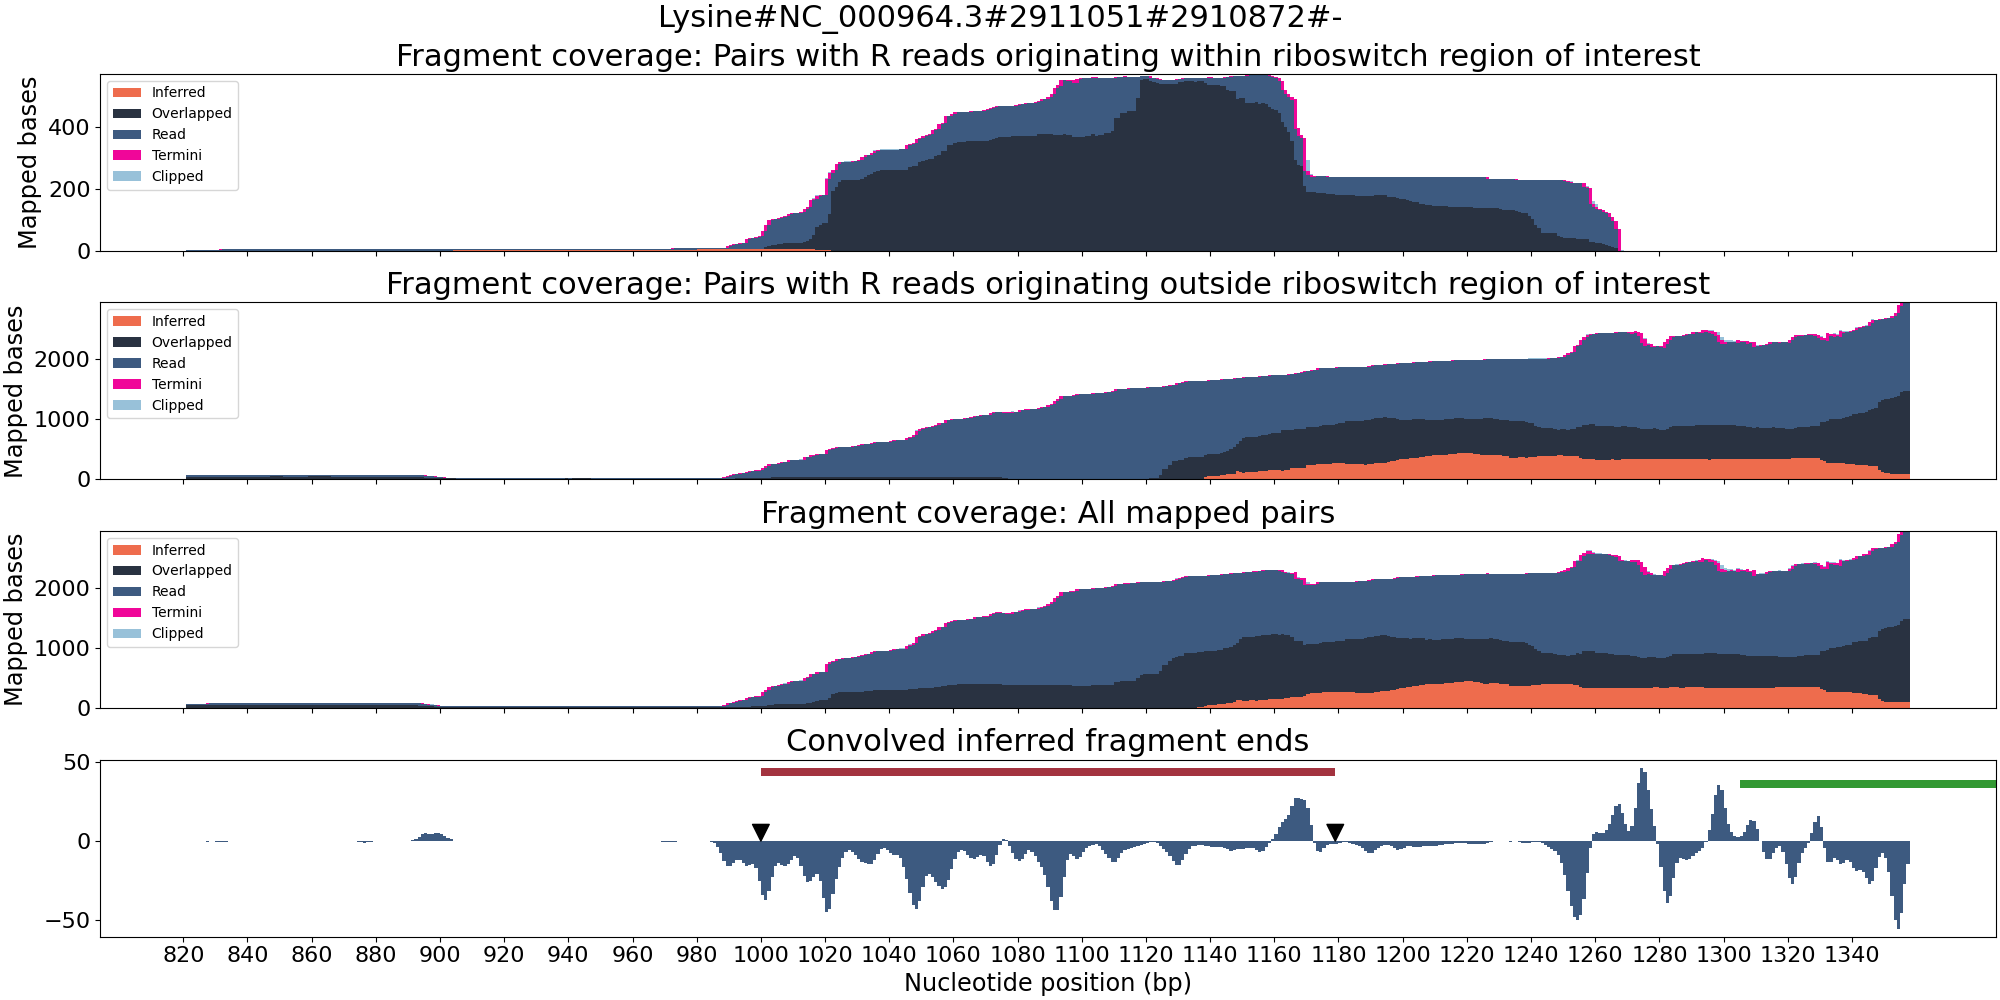 Lysine#NC_000964.3#2911051#2910872#-
Fragment coverage: Pairs with R reads originating within riboswitch region of interest
Mapped bases
400
200
0
Inferred
Overlapped
Read
Termini
Clipped
Fragment coverage: Pairs with R reads originating outside riboswitch region of interest
Mapped bases
2000
1000
0
Inferred
Overlapped
Read
Termini
Clipped
Fragment coverage: All mapped pairs
Mapped bases
2000
1000
0
Inferred
Overlapped
Read
Termini
Clipped
Convolved inferred fragment ends
50
0
−50
820 840 860 880 900 920 940 960 980 1000 1020 1040 1060 1080 1100 1120 1140 1160 1180 1200 1220 1240 1260 1280 1300 1320 1340
Nucleotide position (bp)